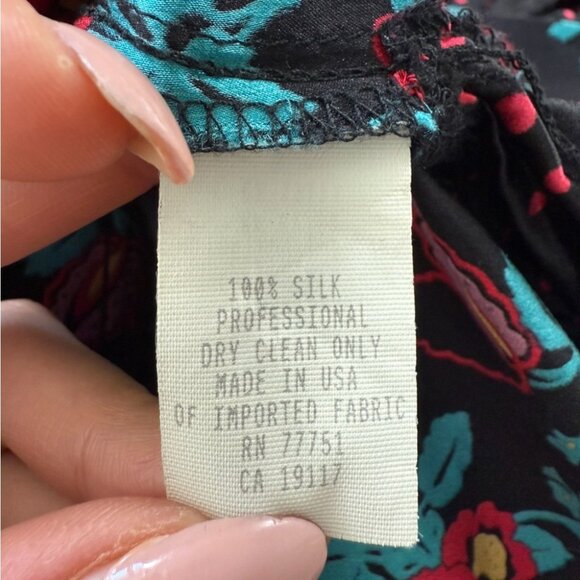 100% SILK
PROFESSIONAL
DRY CLEAN ONLY
MADE IN USA
OF IMPORTED FABRIC
RN 77751
CA 19117